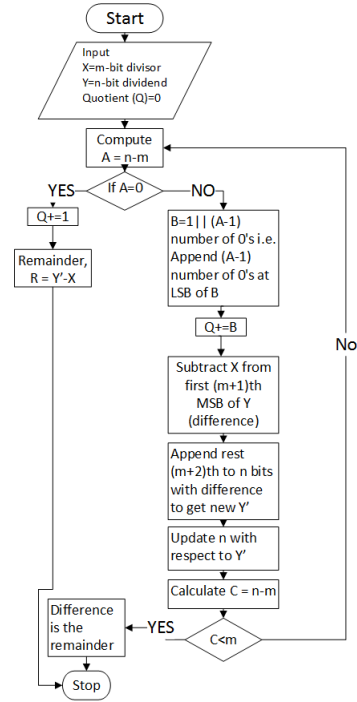 Start
Input
X=m-bit divisor
Y=n-bit dividend
Quotient (Q)=0
Compute
A = n-m
If A=0
YES
NO
Q+=1
Remainder,
R = Y'-X
B=1|| (A-1)
number of 0's i.e.
Append (A-1)
number of 0's at
LSB of B
Q+=B
No
Subtract X from
first (m+1)th
MSB of Y
(difference)
Append rest
(m+2)th to n bits
with difference
to get new Y'
Update n with
respect to Y'
Calculate C = n-m
C<m
YES
Difference
is the
remainder
Stop